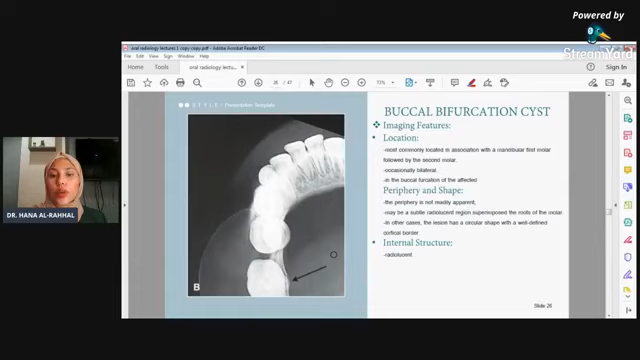 Powered by
StreamYard
oral radiology lectures 1 copy copy.pdf - Adobe Acrobat Reader DC
File Edit View Sign Window Help
Home Tools oral radiology lectu... ×
Sign In
26 / 47
73%
STYLE - Presentation Template
BUCCAL BIFURCATION CYST
Imaging Features:
Location:
-most commonly located in association with a mandibular first molar
followed by the second molar.
-occasionally bilateral.
-in the buccal furcation of the affected
Periphery and Shape:
-the periphery is not readily apparent,
-may be a subtle radiolucent region superimposed the roots of the molar
-in other cases, the lesion has a circular shape with a well-defined
cortical border
Internal Structure:
-radiolucent
B
Slide 26
DR. HANA AL-RAHHAL